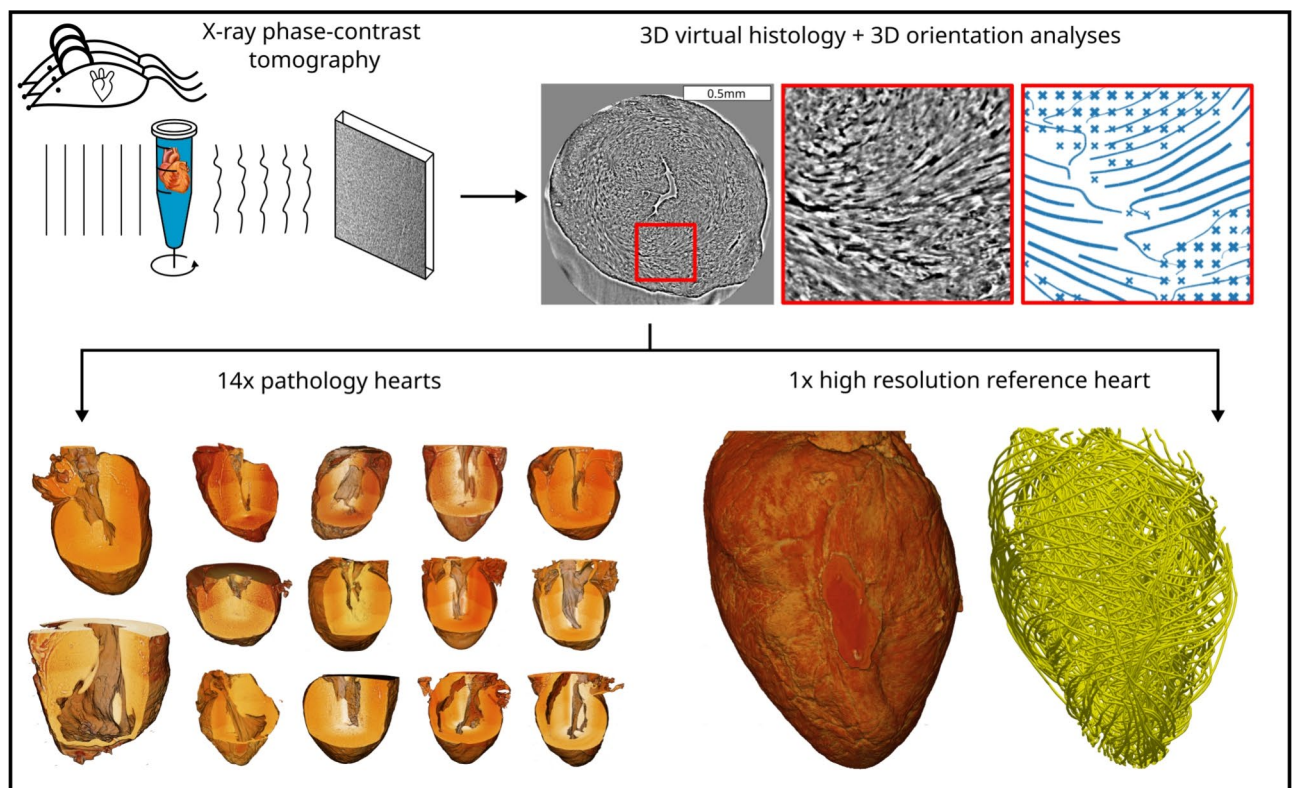 X-ray phase-contrast
tomography
3D virtual histology + 3D orientation analyses
0.5mm
14x pathology hearts
1x high resolution reference heart